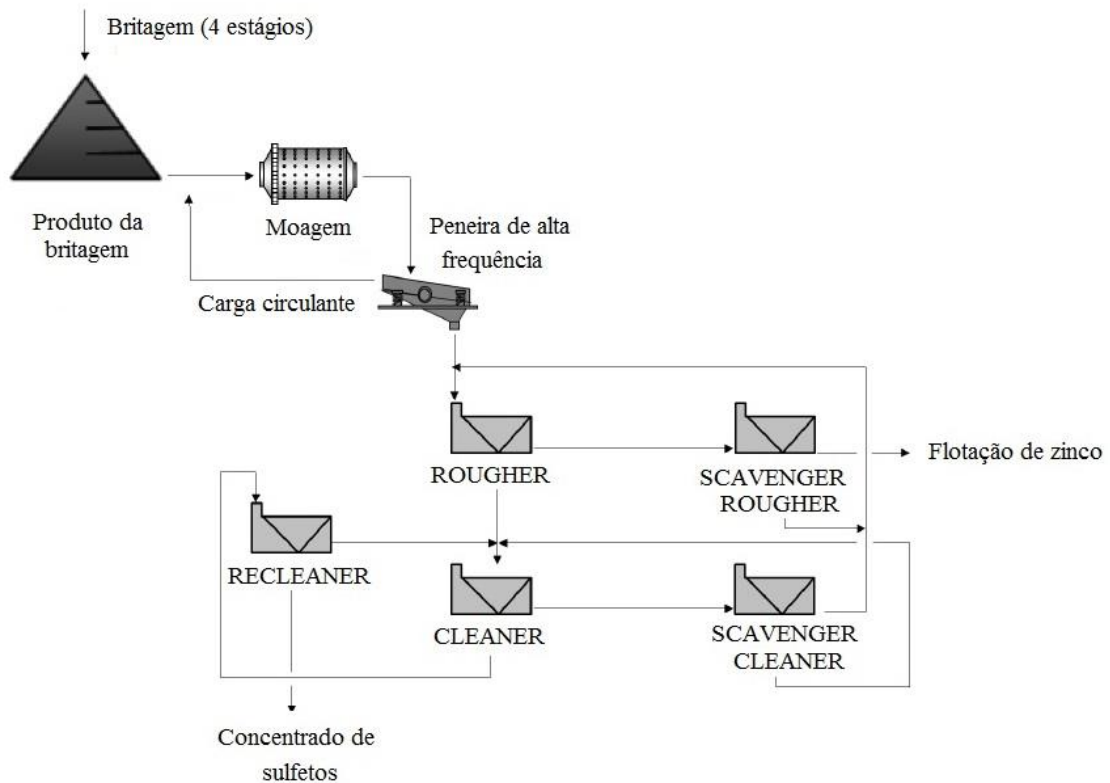 Britagem (4 estágios)
Produto da
britagem
Moagem
Peneira de alta
frequência
Carga circulante
ROUGHER
SCAVENGER
ROUGHER
Flotação de zinco
RECLEANER
CLEANER
SCAVENGER
CLEANER
Concentrado de
sulfetos